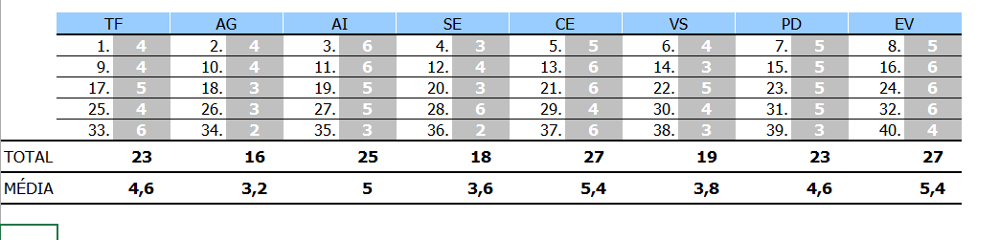 TF AG AI SE CE VS PD EV
1. 4 2. 4 3. 6 4. 3 5. 5 6. 4 7. 5 8. 5
9. 4 10. 4 11. 6 12. 4 13. 6 14. 3 15. 5 16. 6
17. 5 18. 3 19. 5 20. 3 21. 6 22. 5 23. 5 24. 6
25. 4 26. 3 27. 5 28. 6 29. 4 30. 4 31. 5 32. 6
33. 6 34. 2 35. 3 36. 2 37. 6 38. 3 39. 3 40. 4
TOTAL 23 16 25 18 27 19 23 27
MÉDIA 4,6 3,2 5 3,6 5,4 3,8 4,6 5,4